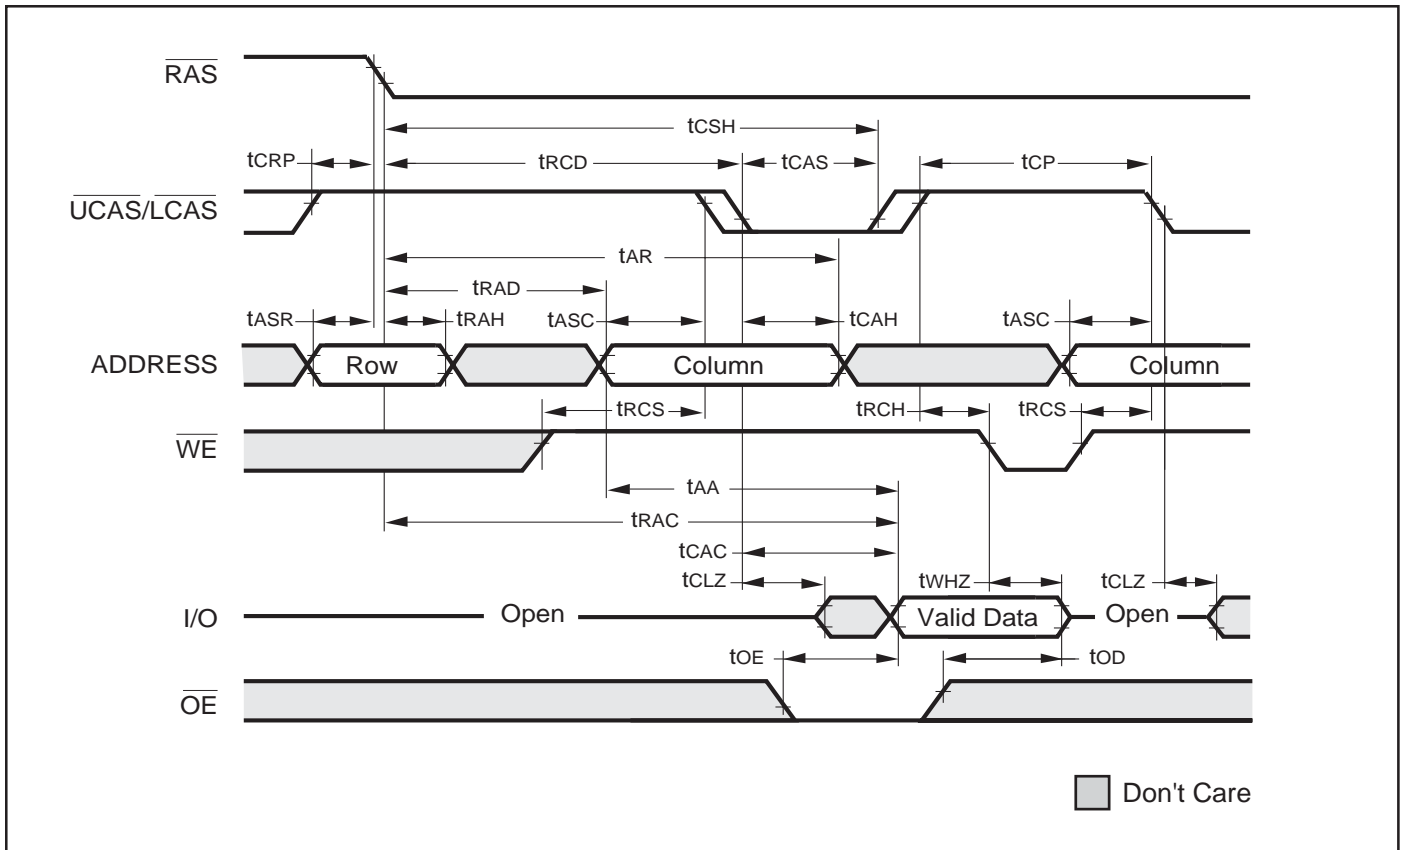 RAS
tCSH
tCRP
tRCD
tCAS
tCP
UCAS/LCAS
tAR
tRAD
tASR
tRAH
tASC
tCAH
tASC
ADDRESS
Row
Column
Column
tRCS
tRCH
tRCS
WE
tAA
tRAC
tCAC
tCLZ
tWHZ
tCLZ
I/O
Open
Valid Data
Open
tOE
tOD
OE
Don't Care